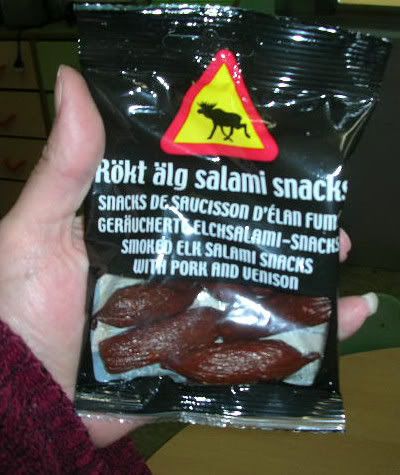 Rökt älg salami snacks
SNACKS DE SAUCISSON D'ÉLAN FUM
GERÄUCHERTE ELCHSALAMI-SNACKS
SMOKED ELK SALAMI SNACKS
WITH PORK AND VENISON